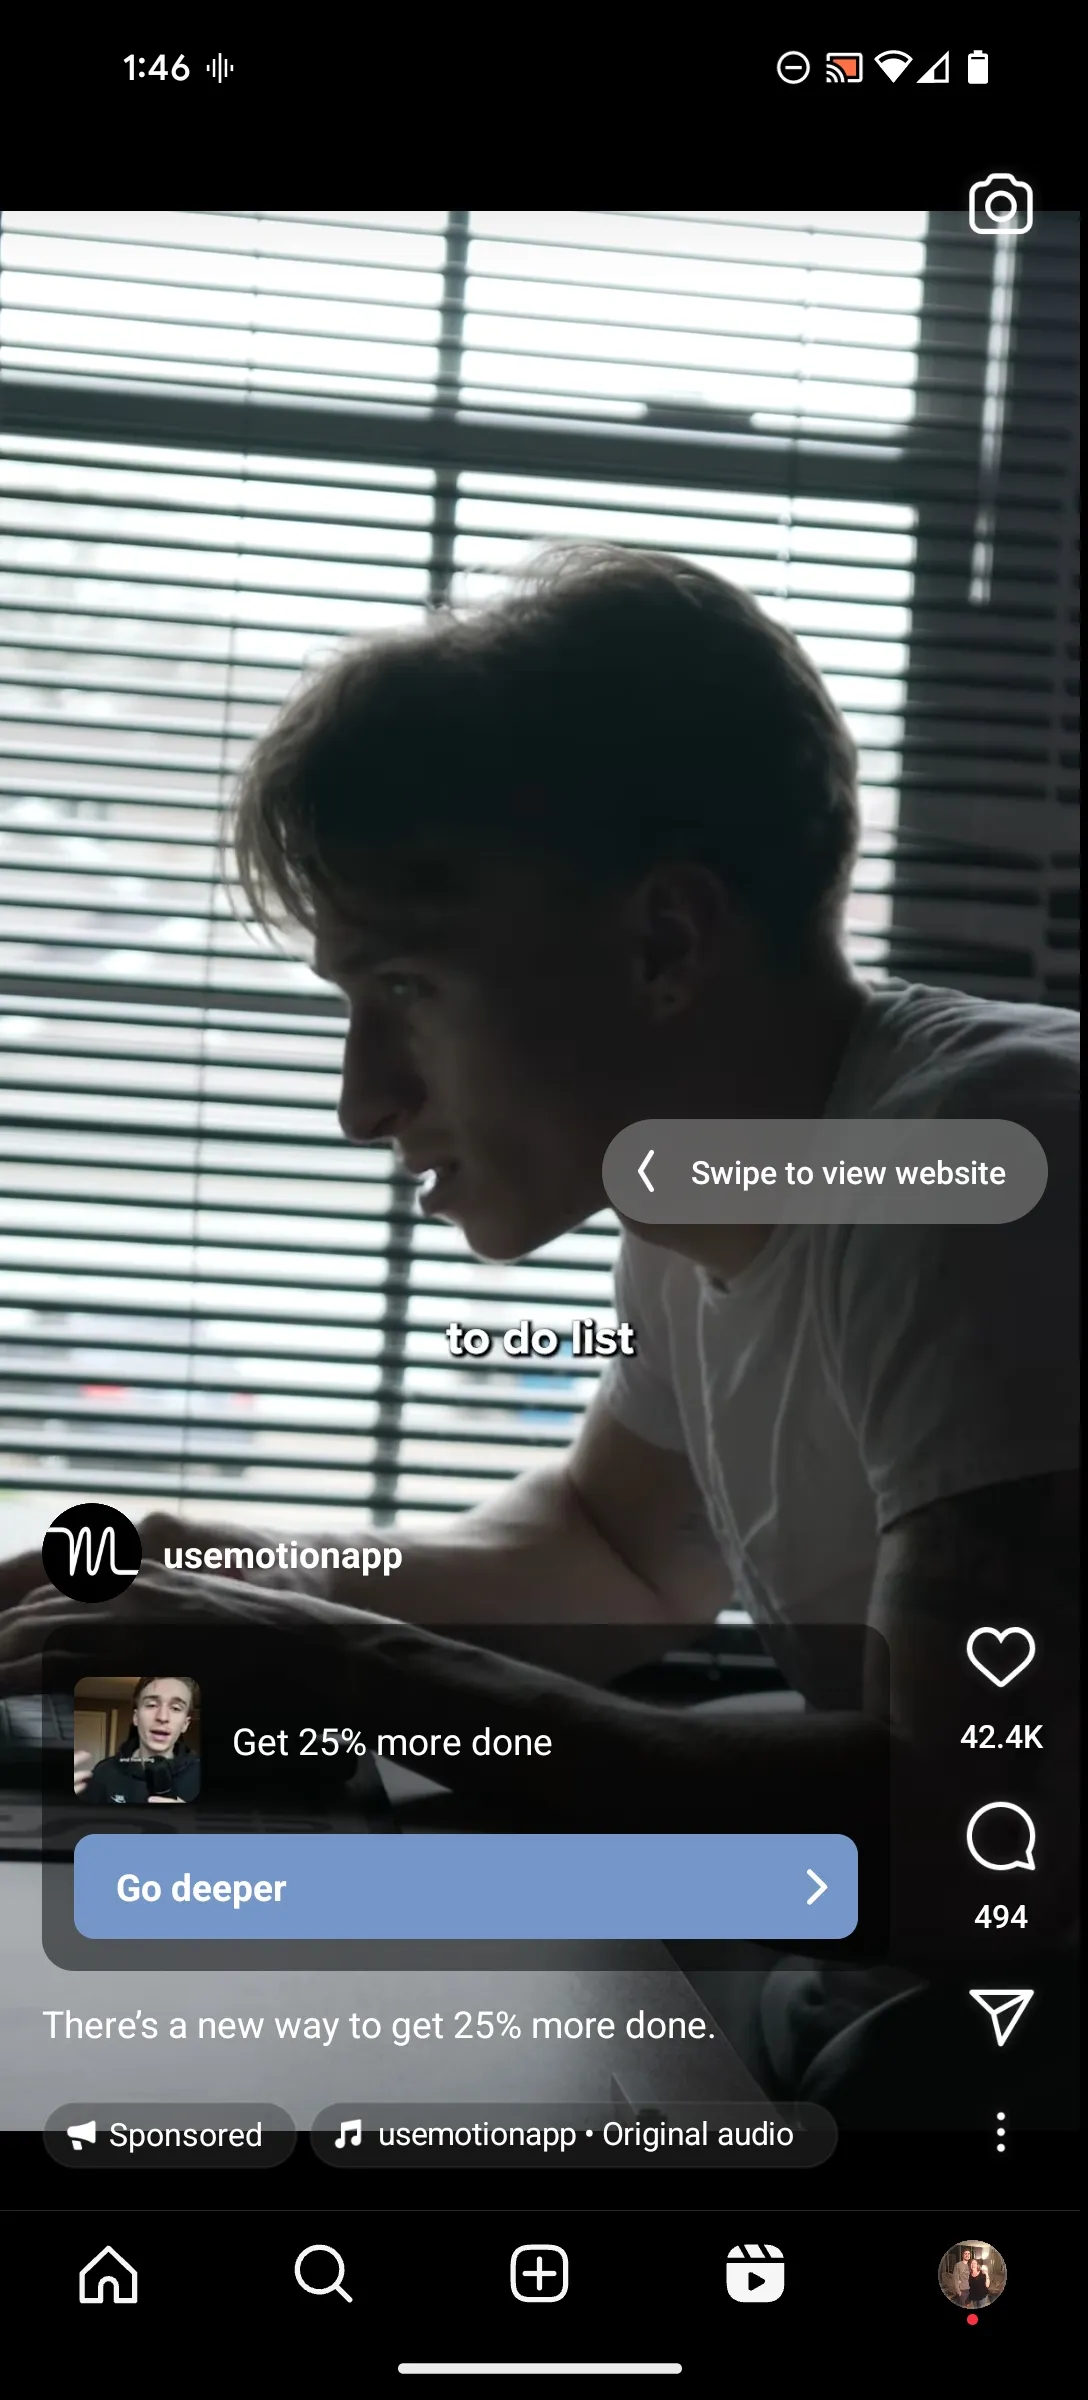 1:46
Swipe to view website
to do list
usemotionapp
Get 25% more done
Go deeper
42.4K
494
There’s a new way to get 25% more done.
Sponsored
usemotionapp • Original audio